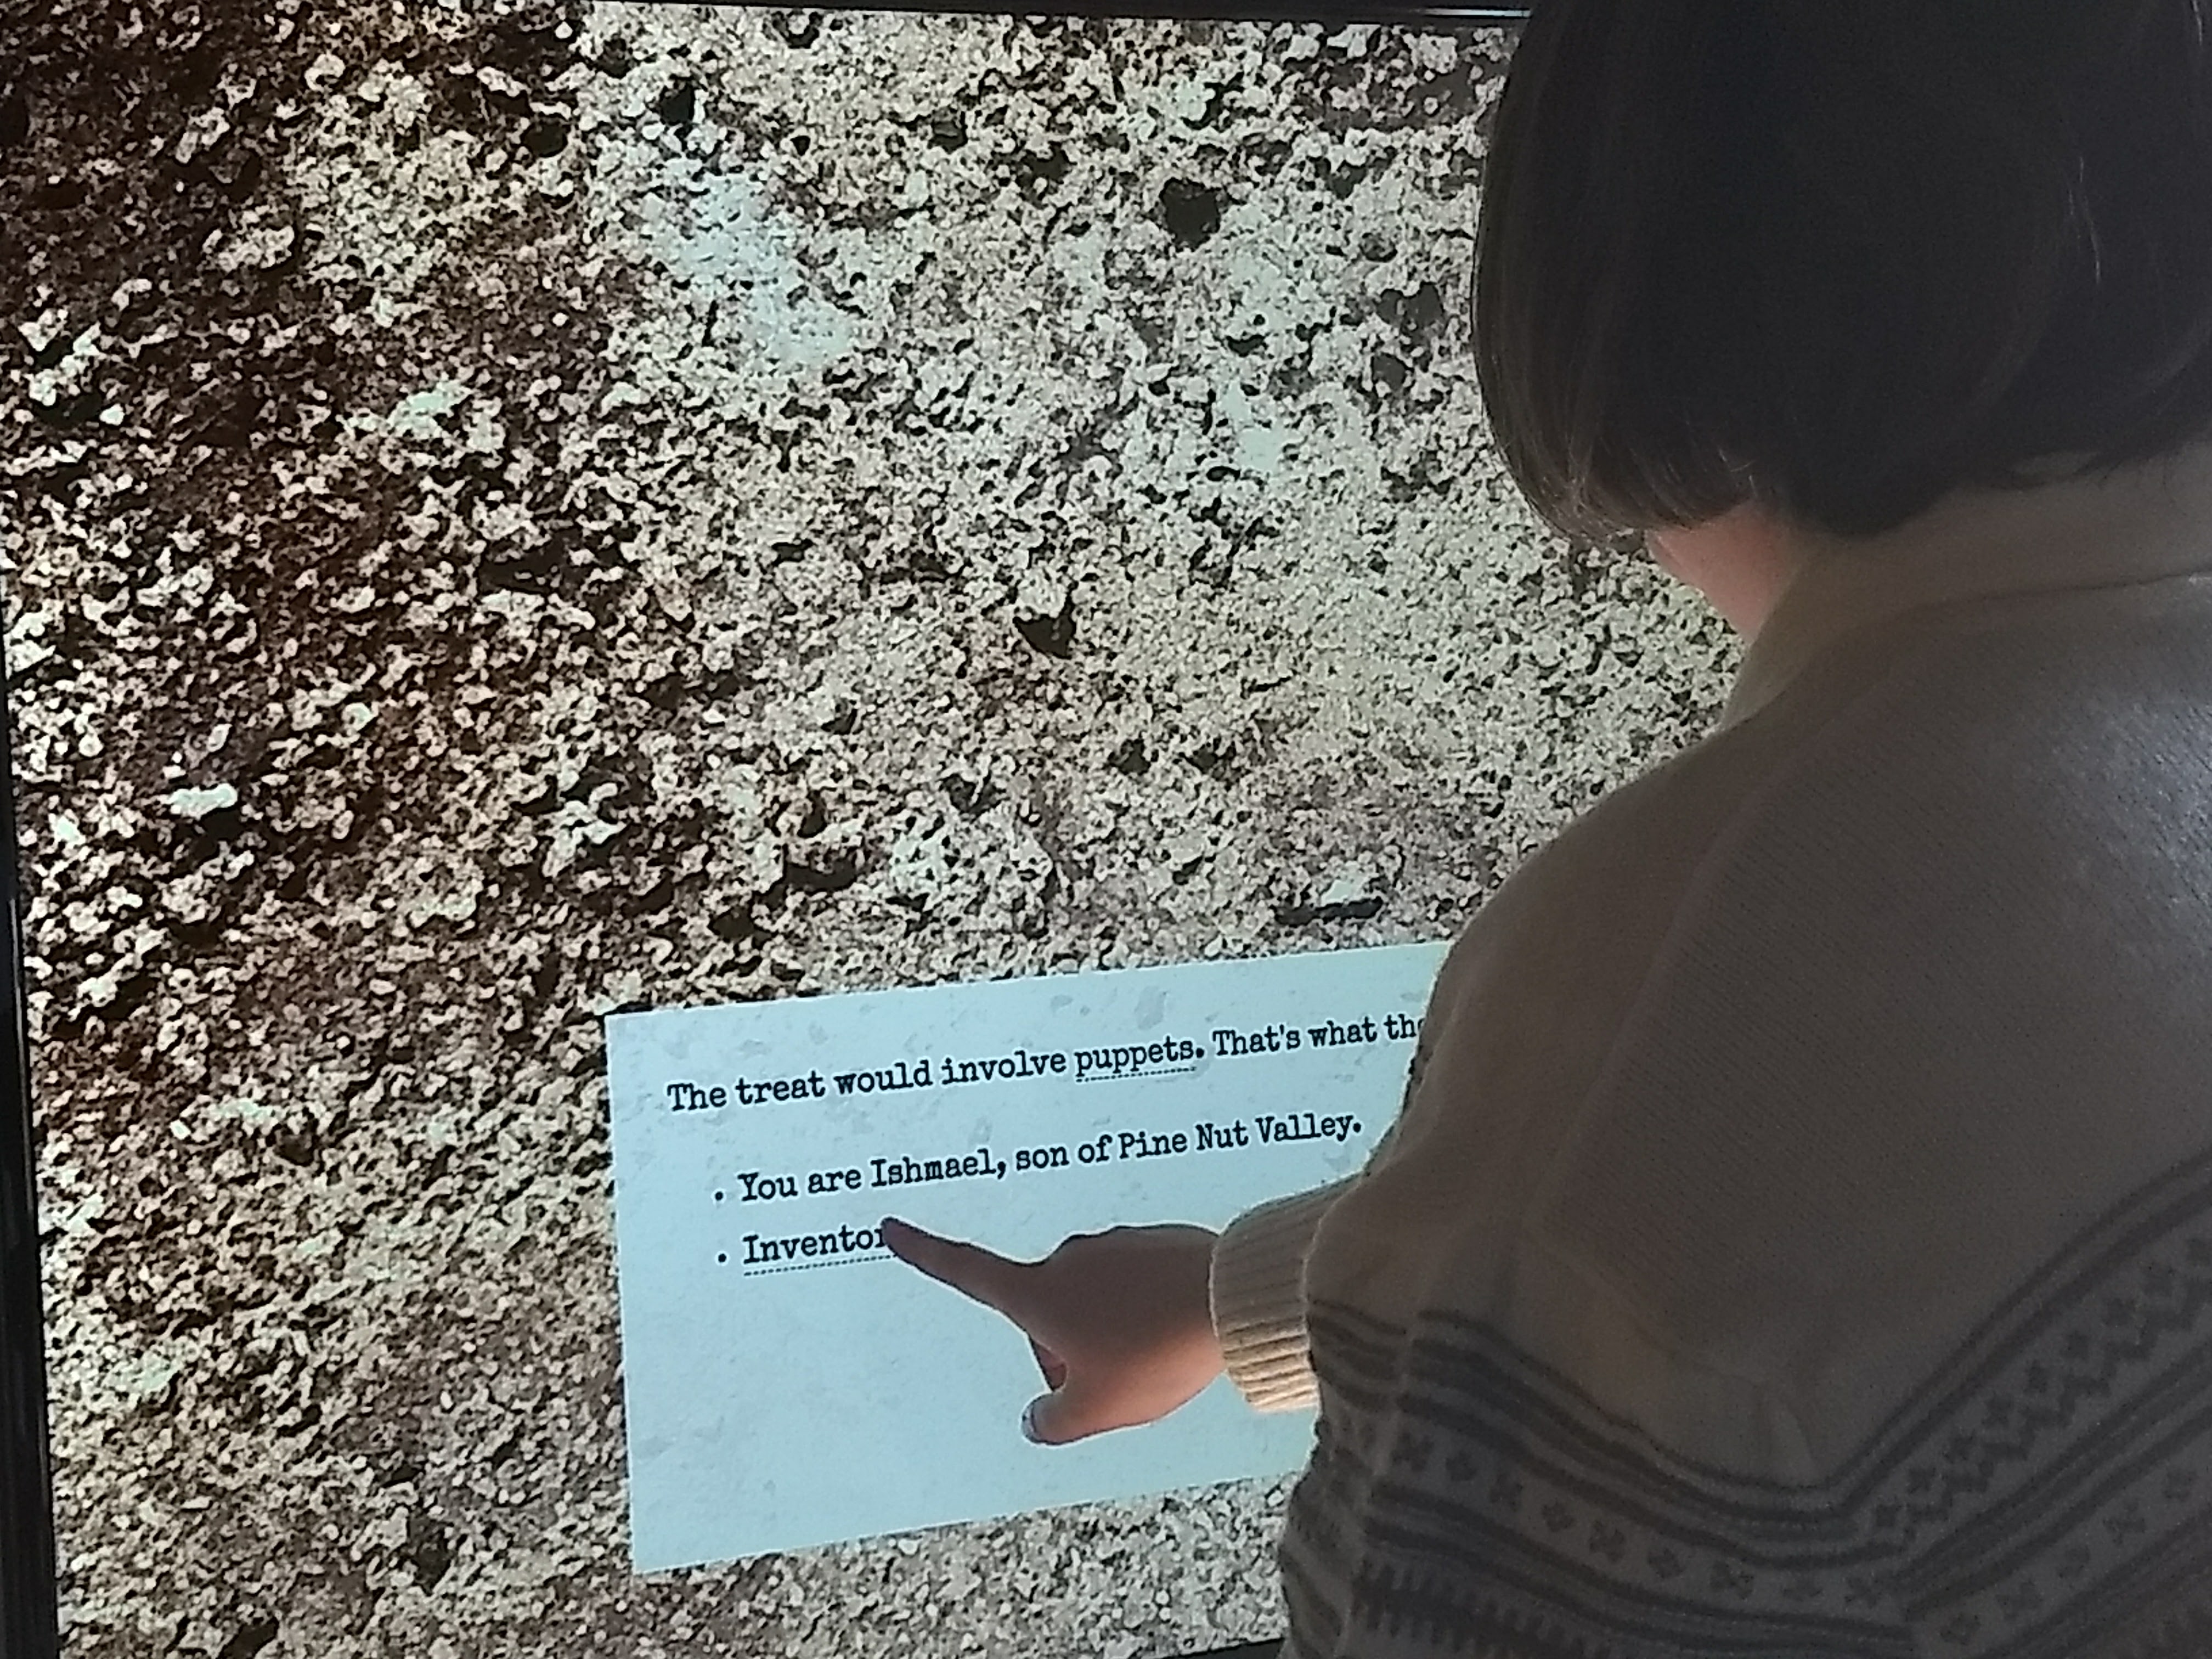 The treat would involve puppets. That's what
• You are Ishmael, son of Pine Nut Valley.
•